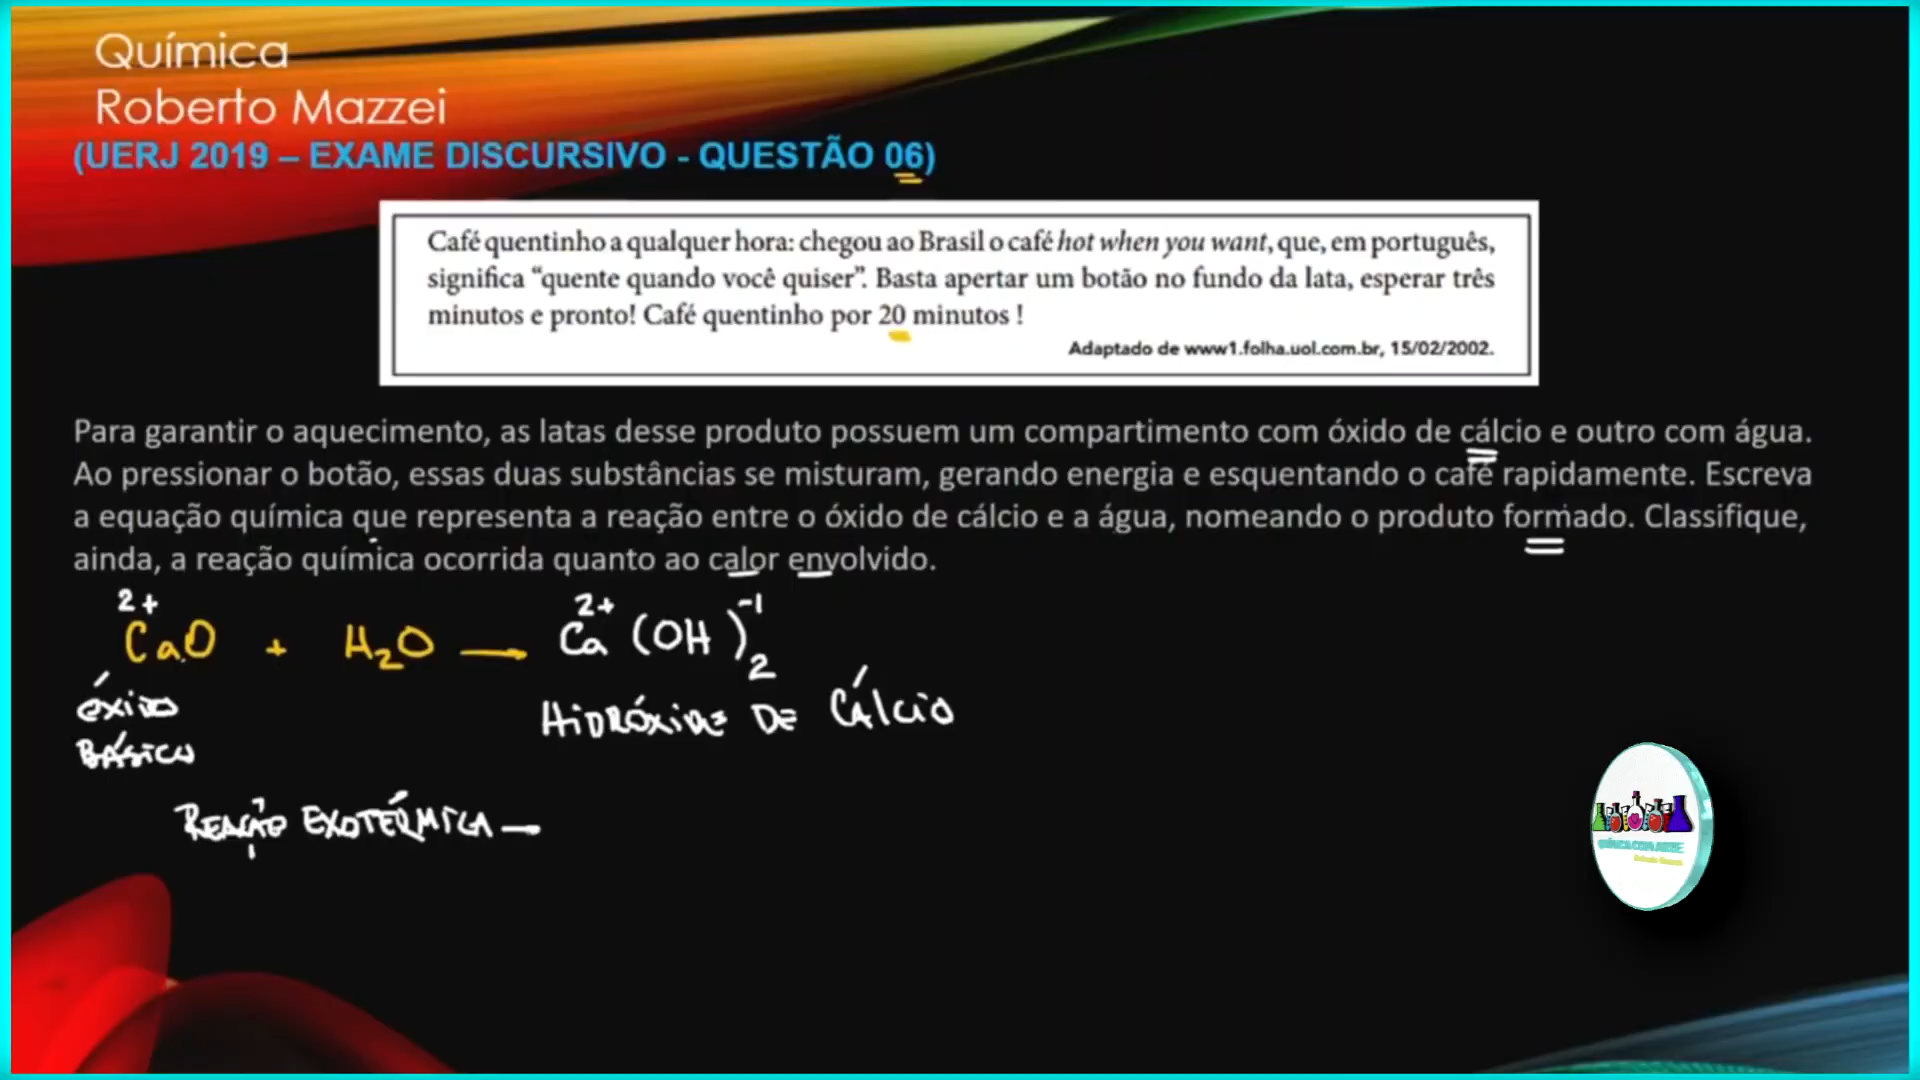 Química
Roberto Mazzei
(UERJ 2019 – EXAME DISCURSIVO - QUESTÃO 06)
Café quentinho a qualquer hora: chegou ao Brasil o café hot when you want, que, em português,
significa “quente quando você quiser”. Basta apertar um botão no fundo da lata, esperar três
minutos e pronto! Café quentinho por 20 minutos !
Adaptado de www1.folha.uol.com.br, 15/02/2002.
Para garantir o aquecimento, as latas desse produto possuem um compartimento com óxido de cálcio e outro com água.
Ao pressionar o botão, essas duas substâncias se misturam, gerando energia e esquentando o café rapidamente. Escreva
a equação química que representa a reação entre o óxido de cálcio e a água, nomeando o produto formado. Classifique,
ainda, a reação química ocorrida quanto ao calor envolvido.
2+ 2+ -1
CaO + H2O — Ca (OH)2
óxido
Hidróxido de Cálcio
Básico
Reação Exotérmica —